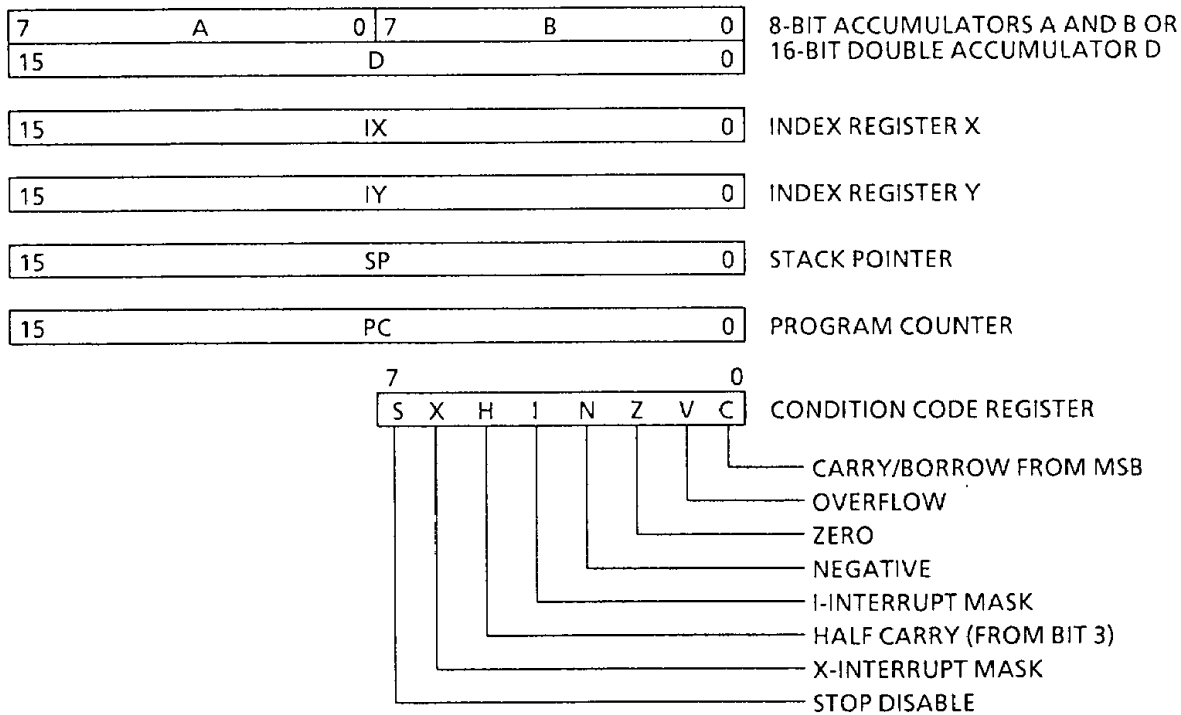 7 A 0 7 B 0 8-BIT ACCUMULATORS A AND B OR
15 D 0 16-BIT DOUBLE ACCUMULATOR D
15 IX 0 INDEX REGISTER X
15 IY 0 INDEX REGISTER Y
15 SP 0 STACK POINTER
15 PC 0 PROGRAM COUNTER
7 0
S X H I N Z V C CONDITION CODE REGISTER
CARRY/BORROW FROM MSB
OVERFLOW
ZERO
NEGATIVE
I-INTERRUPT MASK
HALF CARRY (FROM BIT 3)
X-INTERRUPT MASK
STOP DISABLE